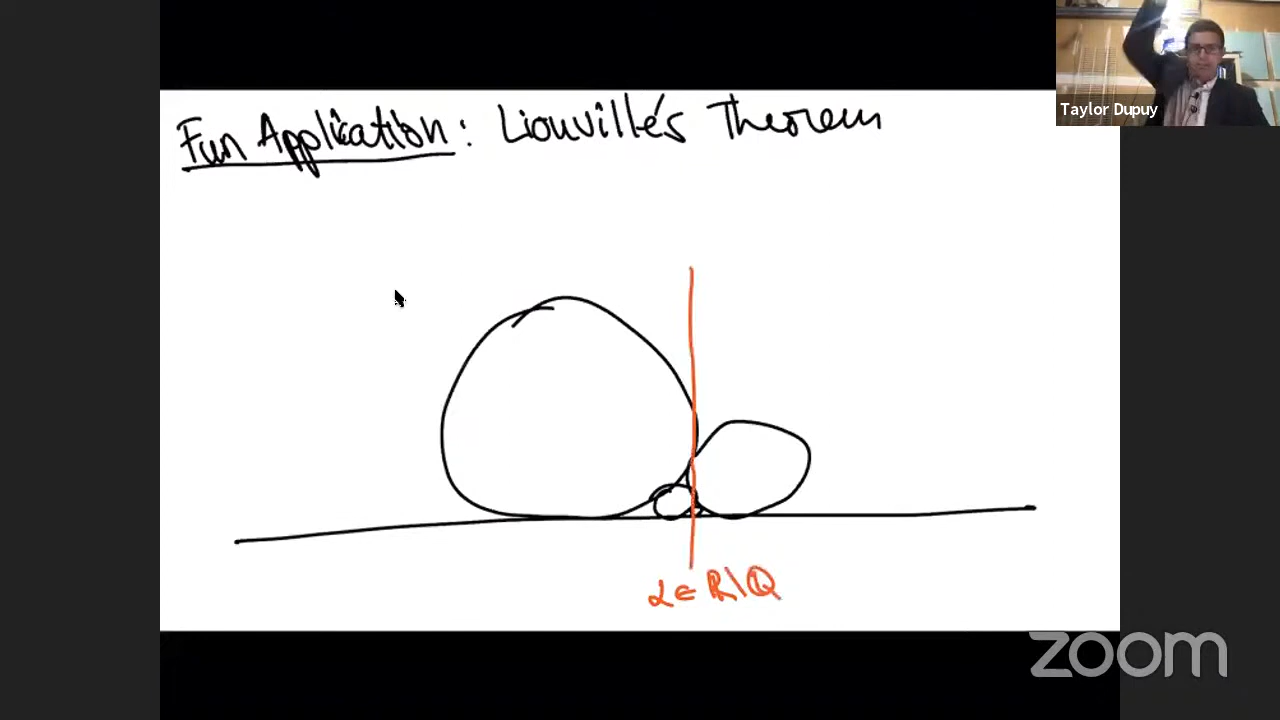 Taylor Dupuy
Fun Application: Liouville's Theorem
α ∈ ℝ\ℚ
zoom